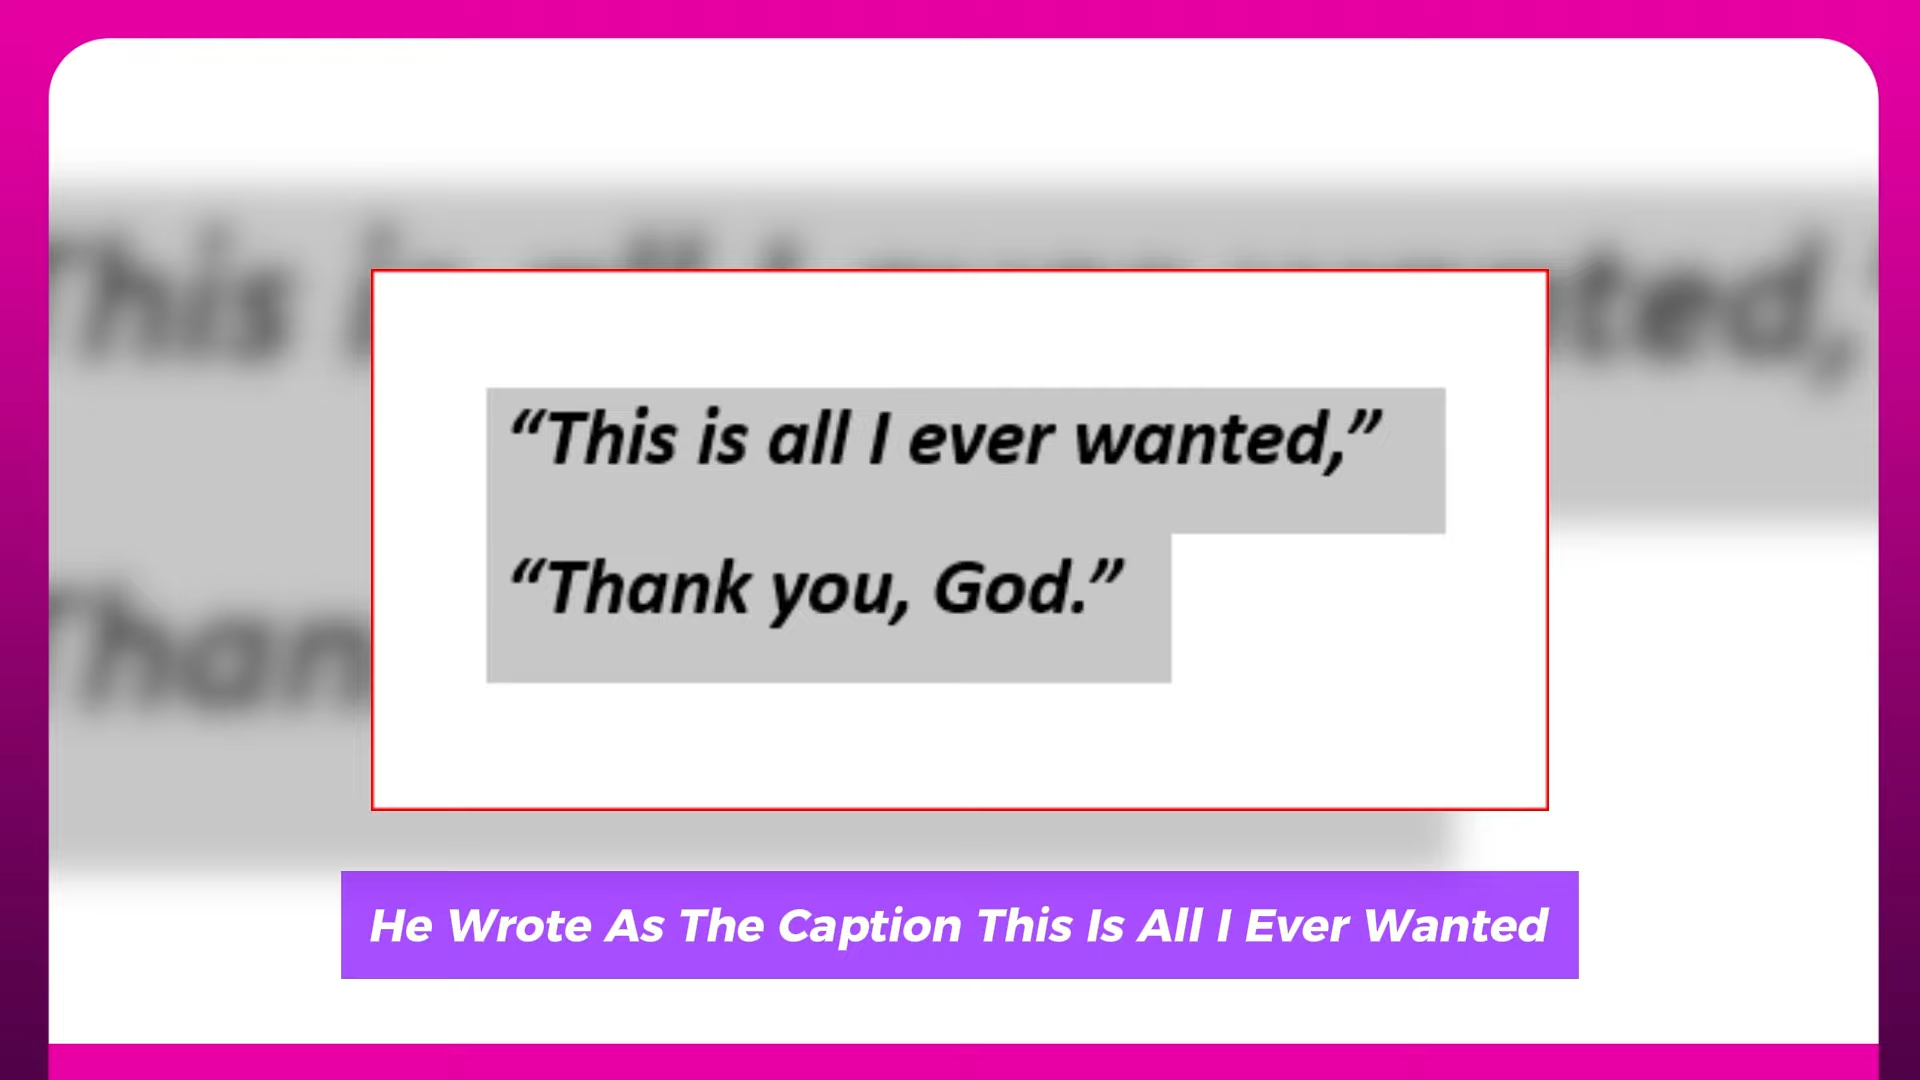 “This is all I ever wanted,”
“Thank you, God.”
He Wrote As The Caption This Is All I Ever Wanted